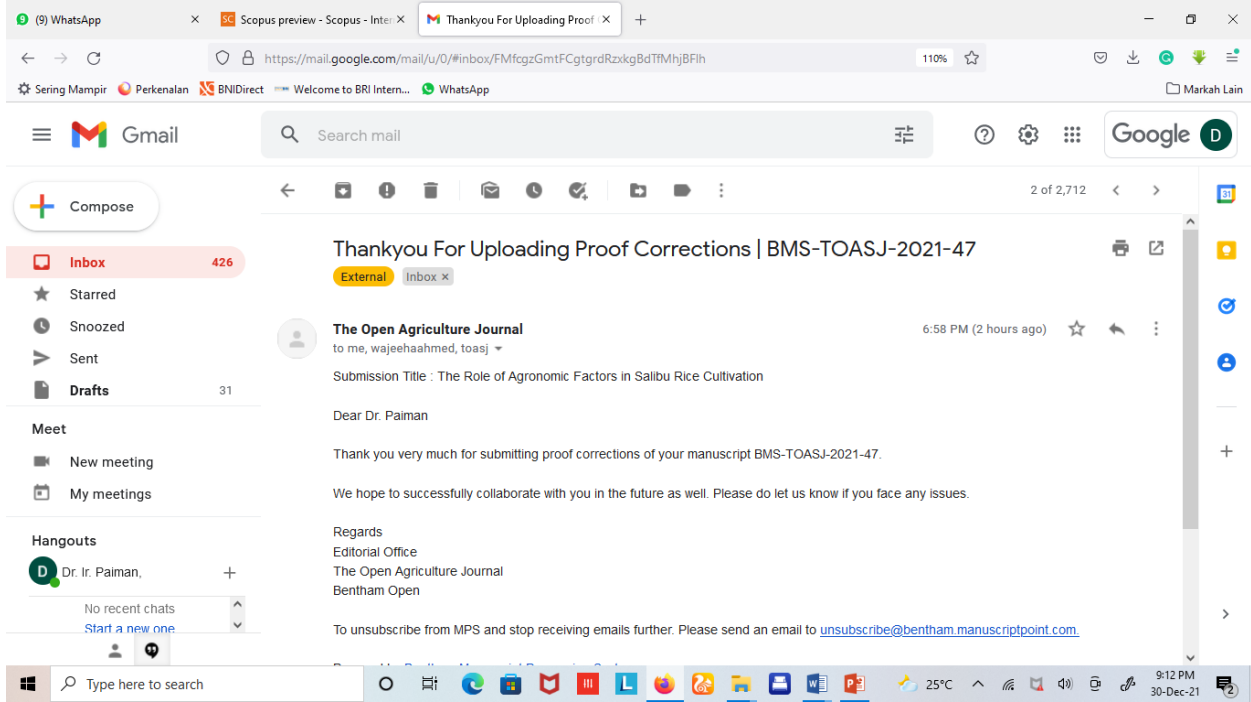 (9) WhatsApp
Scopus preview - Scopus - Inter
Thankyou For Uploading Proof
https://mail.google.com/mail/u/0/#inbox/FMfcgzGmtFCgtgrdRzxkgBdTfMhjBFlh
110%
Sering Mampir
Perkenalan
BNIDirect
Welcome to BRI Intern...
WhatsApp
Markah Lain
Gmail
Search mail
Google
D
Compose
2 of 2,712
Inbox 426
Starred
Snoozed
Sent
Drafts 31
Meet
New meeting
My meetings
Hangouts
D
Dr. Ir. Paiman,
No recent chats
Start a new one
Thankyou For Uploading Proof Corrections | BMS-TOASJ-2021-47
External
Inbox ×
The Open Agriculture Journal
6:58 PM (2 hours ago)
to me, wajeehaahmed, toasj
Submission Title : The Role of Agronomic Factors in Salibu Rice Cultivation
Dear Dr. Paiman
Thank you very much for submitting proof corrections of your manuscript BMS-TOASJ-2021-47.
We hope to successfully collaborate with you in the future as well. Please do let us know if you face any issues.
Regards
Editorial Office
The Open Agriculture Journal
Bentham Open
To unsubscribe from MPS and stop receiving emails further. Please send an email to unsubscribe@bentham.manuscriptpoint.com.
31
Type here to search
25°C
9:12 PM
30-Dec-21
2